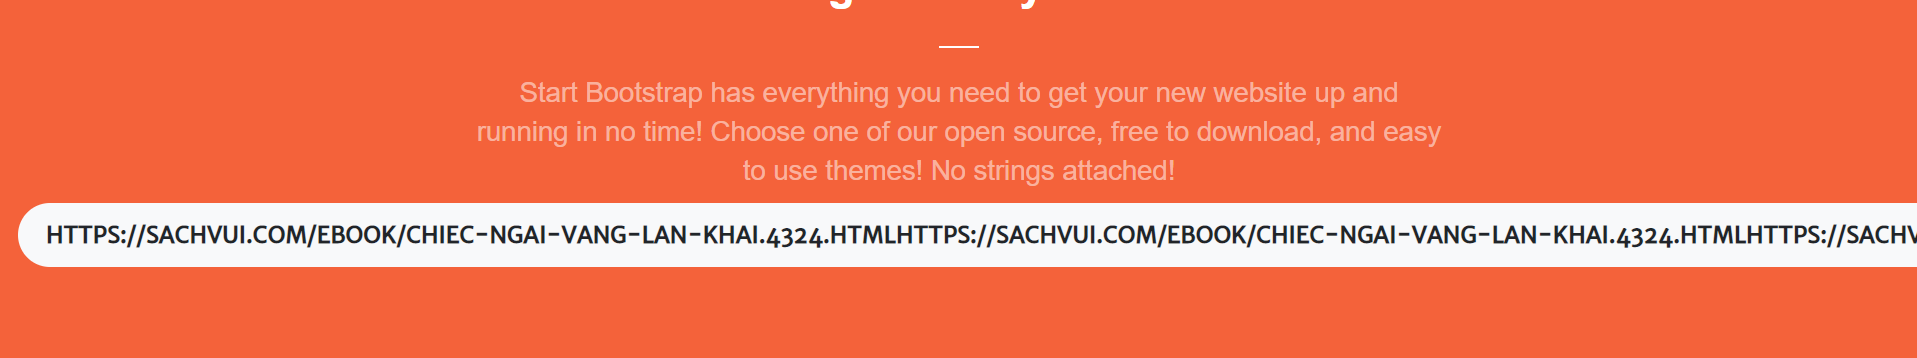 Start Bootstrap has everything you need to get your new website up and
running in no time! Choose one of our open source, free to download, and easy
to use themes! No strings attached!
HTTPS://SACHVUI.COM/EBOOK/CHIEC-NGAI-VANG-LAN-KHAI.4324.HTMLHTTPS://SACHVUI.COM/EBOOK/CHIEC-NGAI-VANG-LAN-KHAI.4324.HTMLHTTPS://SACHV